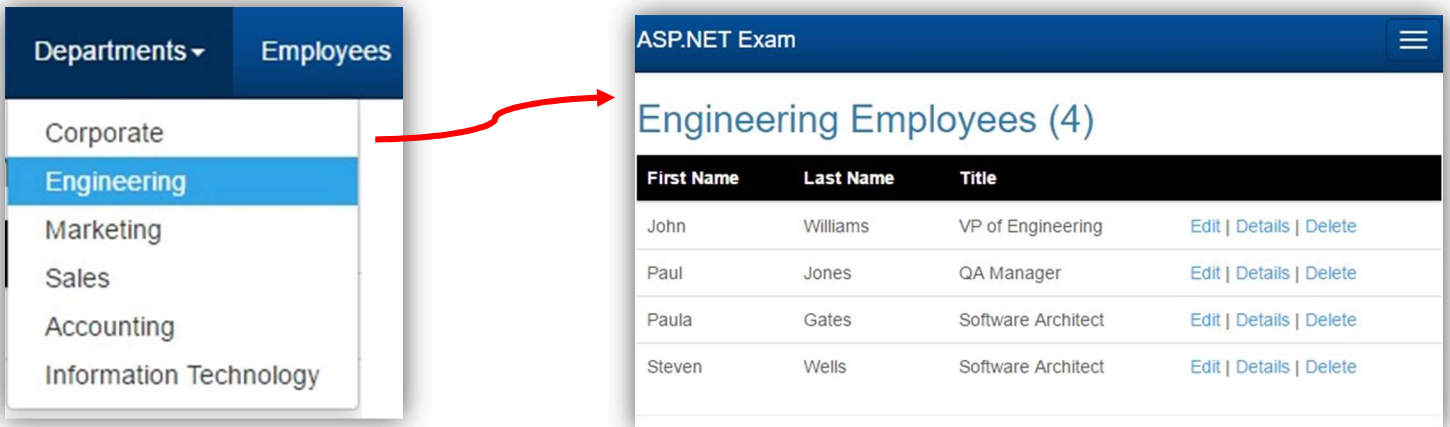 Departments Employees
Corporate
Engineering
Marketing
Sales
Accounting
Information Technology
ASP.NET Exam
Engineering Employees (4)
First Name Last Name Title
John Williams VP of Engineering Edit | Details | Delete
Paul Jones QA Manager Edit | Details | Delete
Paula Gates Software Architect Edit | Details | Delete
Steven Wells Software Architect Edit | Details | Delete